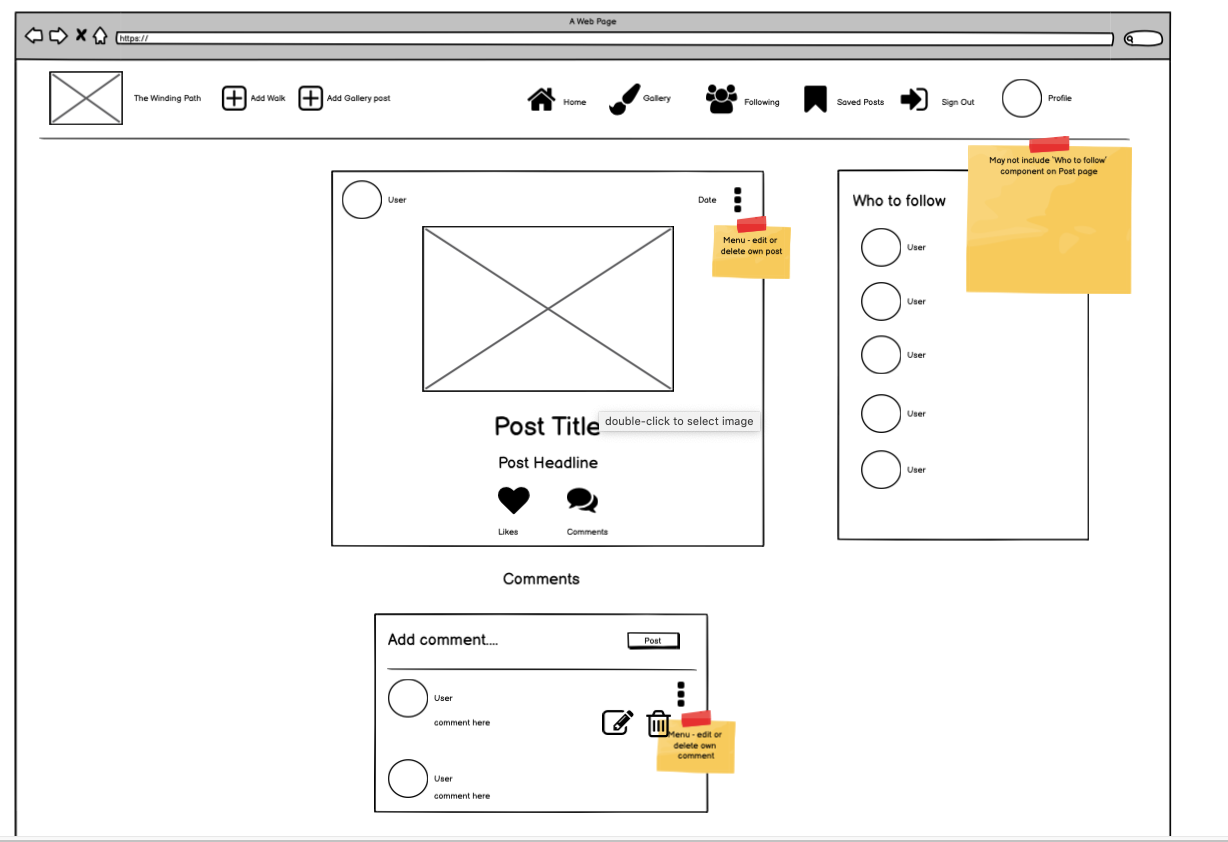 A Web Page
https://
The Winding Path
Add Walk
Add Gallery post
Home
Gallery
Following
Saved Posts
Sign Out
Profile
May not include 'Who to follow'
component on Post page
User
Date
Menu - edit or
delete own post
Who to follow
User
User
User
User
User
Post Title
double-click to select image
Post Headline
Likes
Comments
Comments
Add comment....
Post
User
comment here
Menu - edit or
delete own
comment
User
comment here